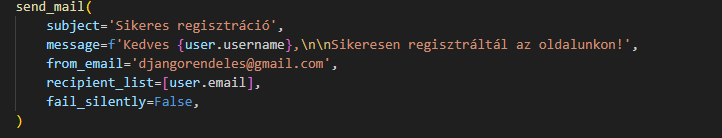 send_mail(
    subject='Sikeres regisztráció',
    message=f'Kedves {user.username},\n\nSikeresen regisztráltál az oldalunkon!',
    from_email='djangorendeles@gmail.com',
    recipient_list=[user.email],
    fail_silently=False,
)